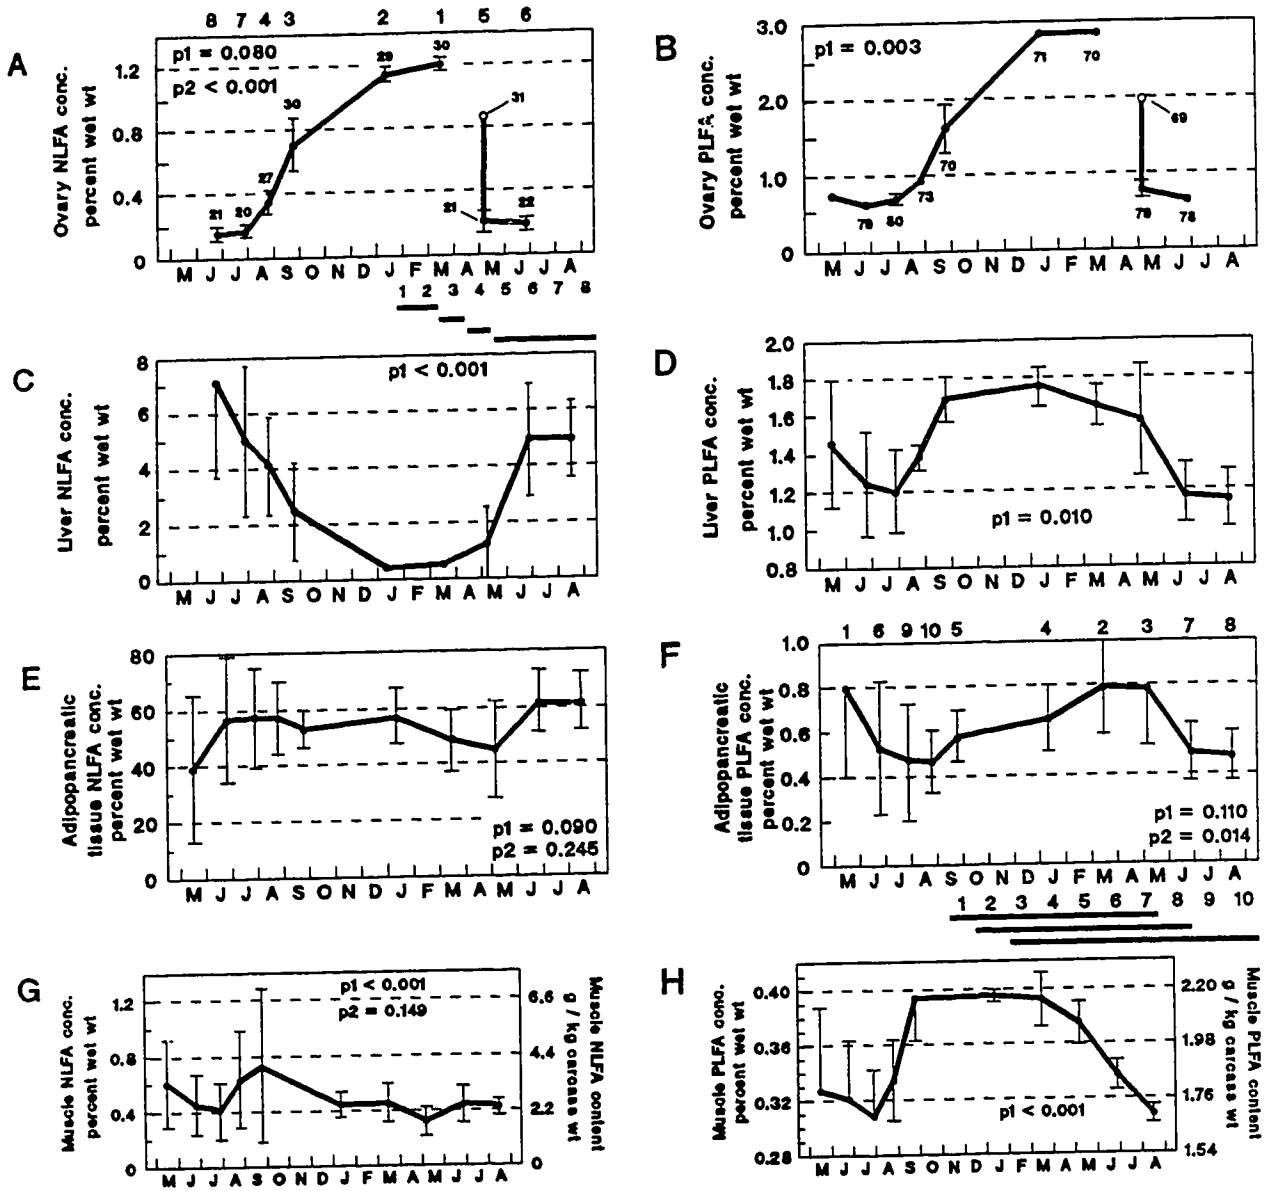 8 7 4 3 2 1 5 6
A
Ovary NLFA conc.
percent wet wt
p1 = 0.080
p2 < 0.001
1.2
0.8
0.4
0
21 20 27 30 29 30 31 21 22
M J J A S O N D J F M A M J J A
1 2 3 4 5 6 7 8
B
Ovary PLFA conc.
percent wet wt
p1 = 0.003
3.0
2.0
1.0
0
79 80 73 70 71 70 69 79 78
M J J A S O N D J F M A M J J A
C
Liver NLFA conc.
percent wet wt
p1 < 0.001
8
6
4
2
0
M J J A S O N D J F M A M J J A
D
Liver PLFA conc.
percent wet wt
p1 = 0.010
2.0
1.8
1.6
1.4
1.2
1.0
0.8
M J J A S O N D J F M A M J J A
E
Adipopancreatic
tissue NLFA conc.
percent wet wt
80
60
40
20
0
p1 = 0.090
p2 = 0.245
M J J A S O N D J F M A M J J A
1 6 9 10 5 4 2 3 7 8
F
Adipopancreatic
tissue PLFA conc.
percent wet wt
1.0
0.8
0.6
0.4
0.2
0
p1 = 0.110
p2 = 0.014
M J J A S O N D J F M A M J J A
1 2 3 4 5 6 7 8 9 10
G
Muscle NLFA conc.
percent wet wt
p1 < 0.001
p2 = 0.149
1.2
0.8
0.4
0
6.6
4.4
2.2
0
Muscle NLFA content
g / kg carcass wt
M J J A S O N D J F M A M J J A
H
Muscle PLFA conc.
percent wet wt
p1 < 0.001
0.40
0.36
0.32
0.28
2.20
1.98
1.76
1.54
Muscle PLFA content
g / kg carcass wt
M J J A S O N D J F M A M J J A